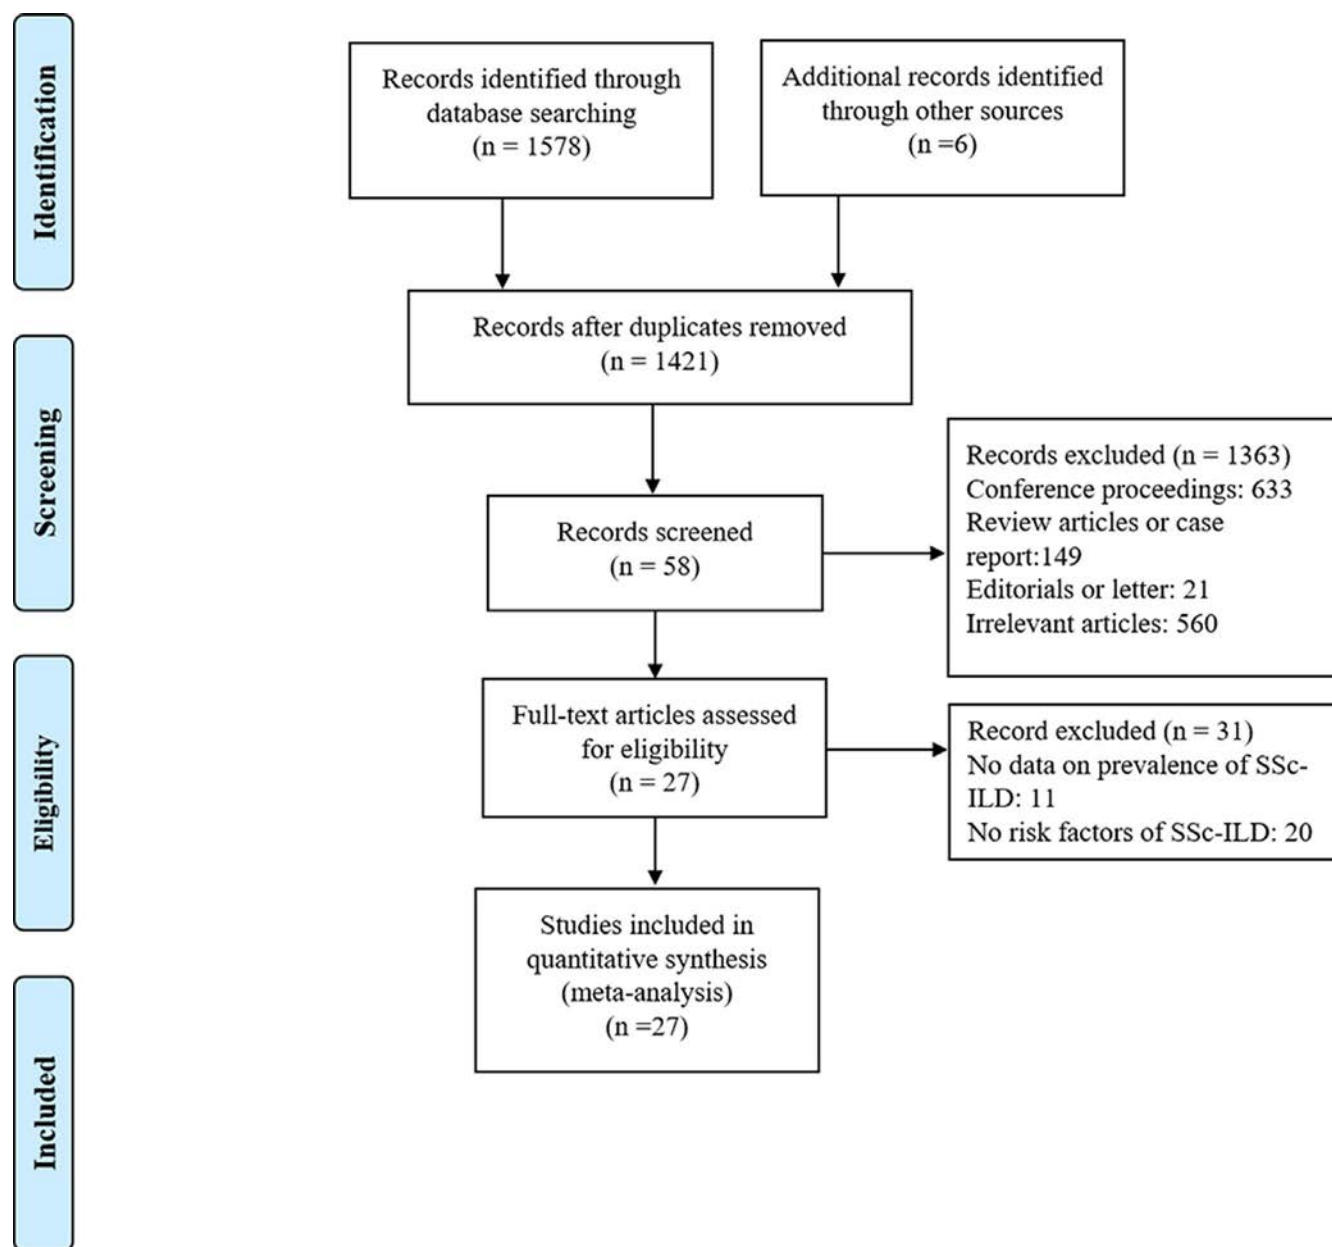 Identification
Records identified through
database searching
(n = 1578)
Additional records identified
through other sources
(n =6)
Records after duplicates removed
(n = 1421)
Screening
Records screened
(n = 58)
Records excluded (n = 1363)
Conference proceedings: 633
Review articles or case
report:149
Editorials or letter: 21
Irrelevant articles: 560
Eligibility
Full-text articles assessed
for eligibility
(n = 27)
Record excluded (n = 31)
No data on prevalence of SSc-
ILD: 11
No risk factors of SSc-ILD: 20
Included
Studies included in
quantitative synthesis
(meta-analysis)
(n =27)